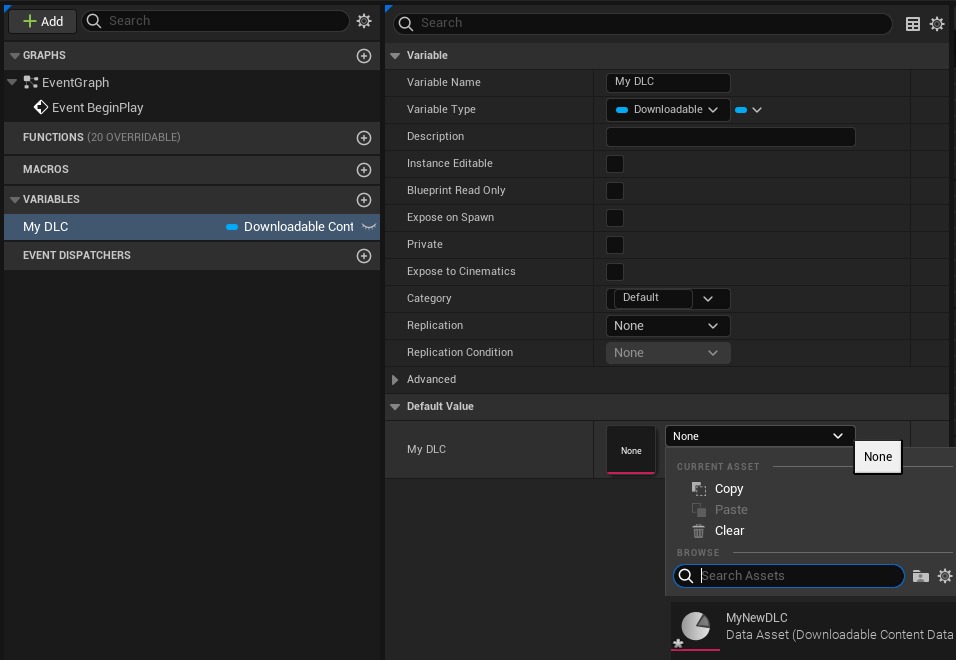 Add
Search
GRAPHS
EventGraph
Event BeginPlay
FUNCTIONS (20 OVERRIDABLE)
MACROS
VARIABLES
My DLC Downloadable Cont
EVENT DISPATCHERS
Search
Variable
Variable Name My DLC
Variable Type Downloadable
Description
Instance Editable
Blueprint Read Only
Expose on Spawn
Private
Expose to Cinematics
Category Default
Replication None
Replication Condition None
Advanced
Default Value
My DLC None None
None
CURRENT ASSET
Copy
Paste
Clear
BROWSE
Search Assets
MyNewDLC
Data Asset (Downloadable Content Data